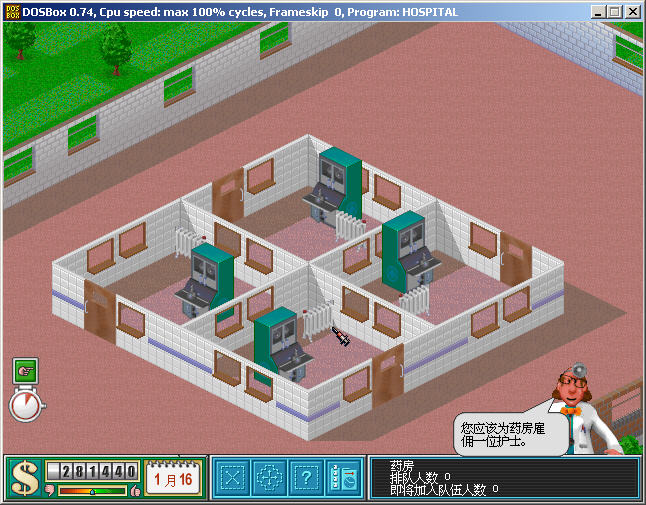 DOSBox 0.74, Cpu speed: max 100% cycles, Frameskip 0, Program: HOSPITAL
DOS
BOX
您应该为药房雇
佣一位护士。
$ 281440
1 月 16
?
药房
排队人数 0
即将加入队伍人数 0